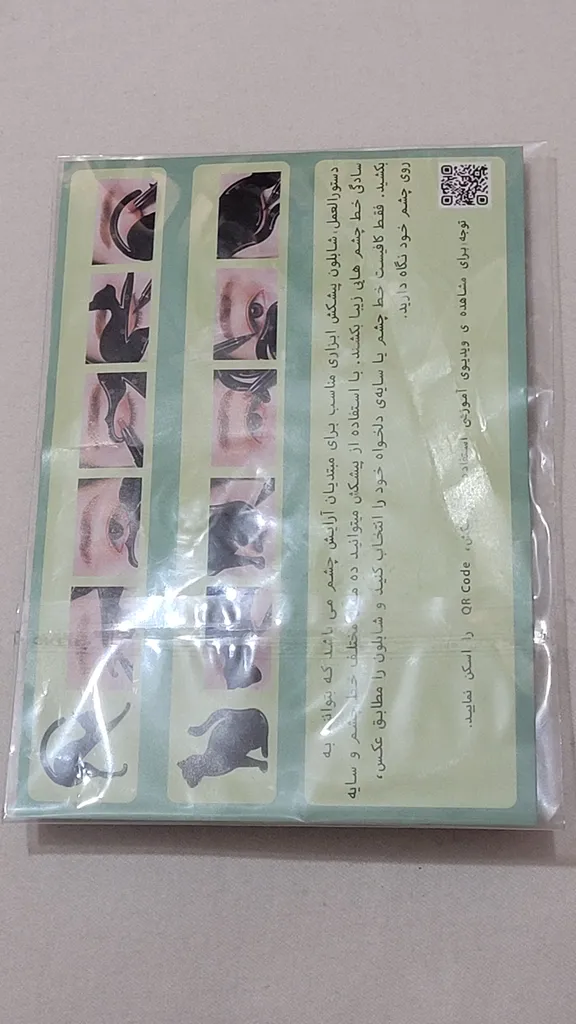 دستورالعمل،شابلون پیشکش ابزاری مناسب برای مبتدیان آرایش چشم می باشد که بتوانند به
سادگی خط چشم هایی زیبا بکشند. با استفاده از پیشکش میتوانید ده مدل مختلف خط چشم و سایه
بکشید. فقط کافیست خط چشم یا سایه‌ی دلخواه خود را انتخاب کنید و شابلون را مطابق عکس،
روی چشم خود نگاه دارید.
توجه،برای مشاهده ی ویدیوی آموزشی
QR Code را اسکن نمایید.